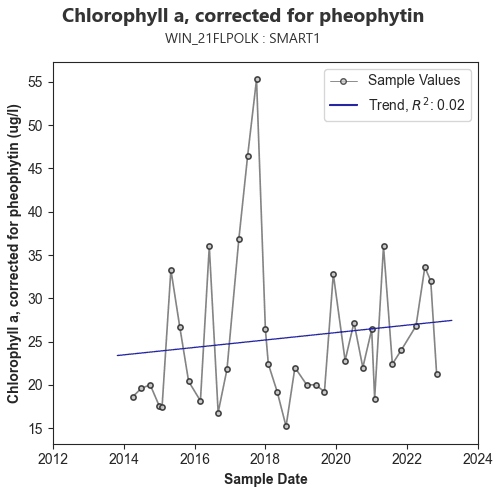 Chlorophyll a, corrected for pheophytin
WIN_21FLPOLK : SMART1
Sample Values
Trend, R²: 0.02
Chlorophyll a, corrected for pheophytin (ug/l)
55
50
45
40
35
30
25
20
15
2012 2014 2016 2018 2020 2022 2024
Sample Date